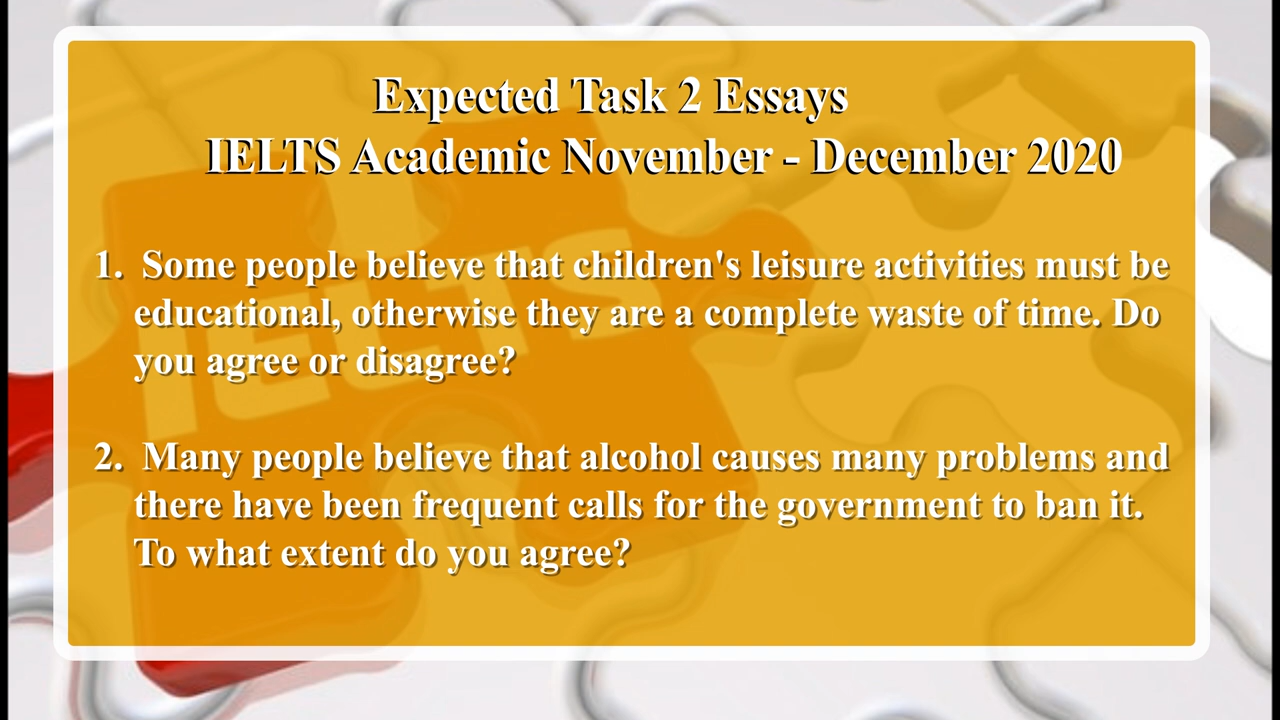 Expected Task 2 Essays
IELTS Academic November - December 2020
1. Some people believe that children's leisure activities must be
educational, otherwise they are a complete waste of time. Do
you agree or disagree?
2. Many people believe that alcohol causes many problems and
there have been frequent calls for the government to ban it.
To what extent do you agree?
IELTS